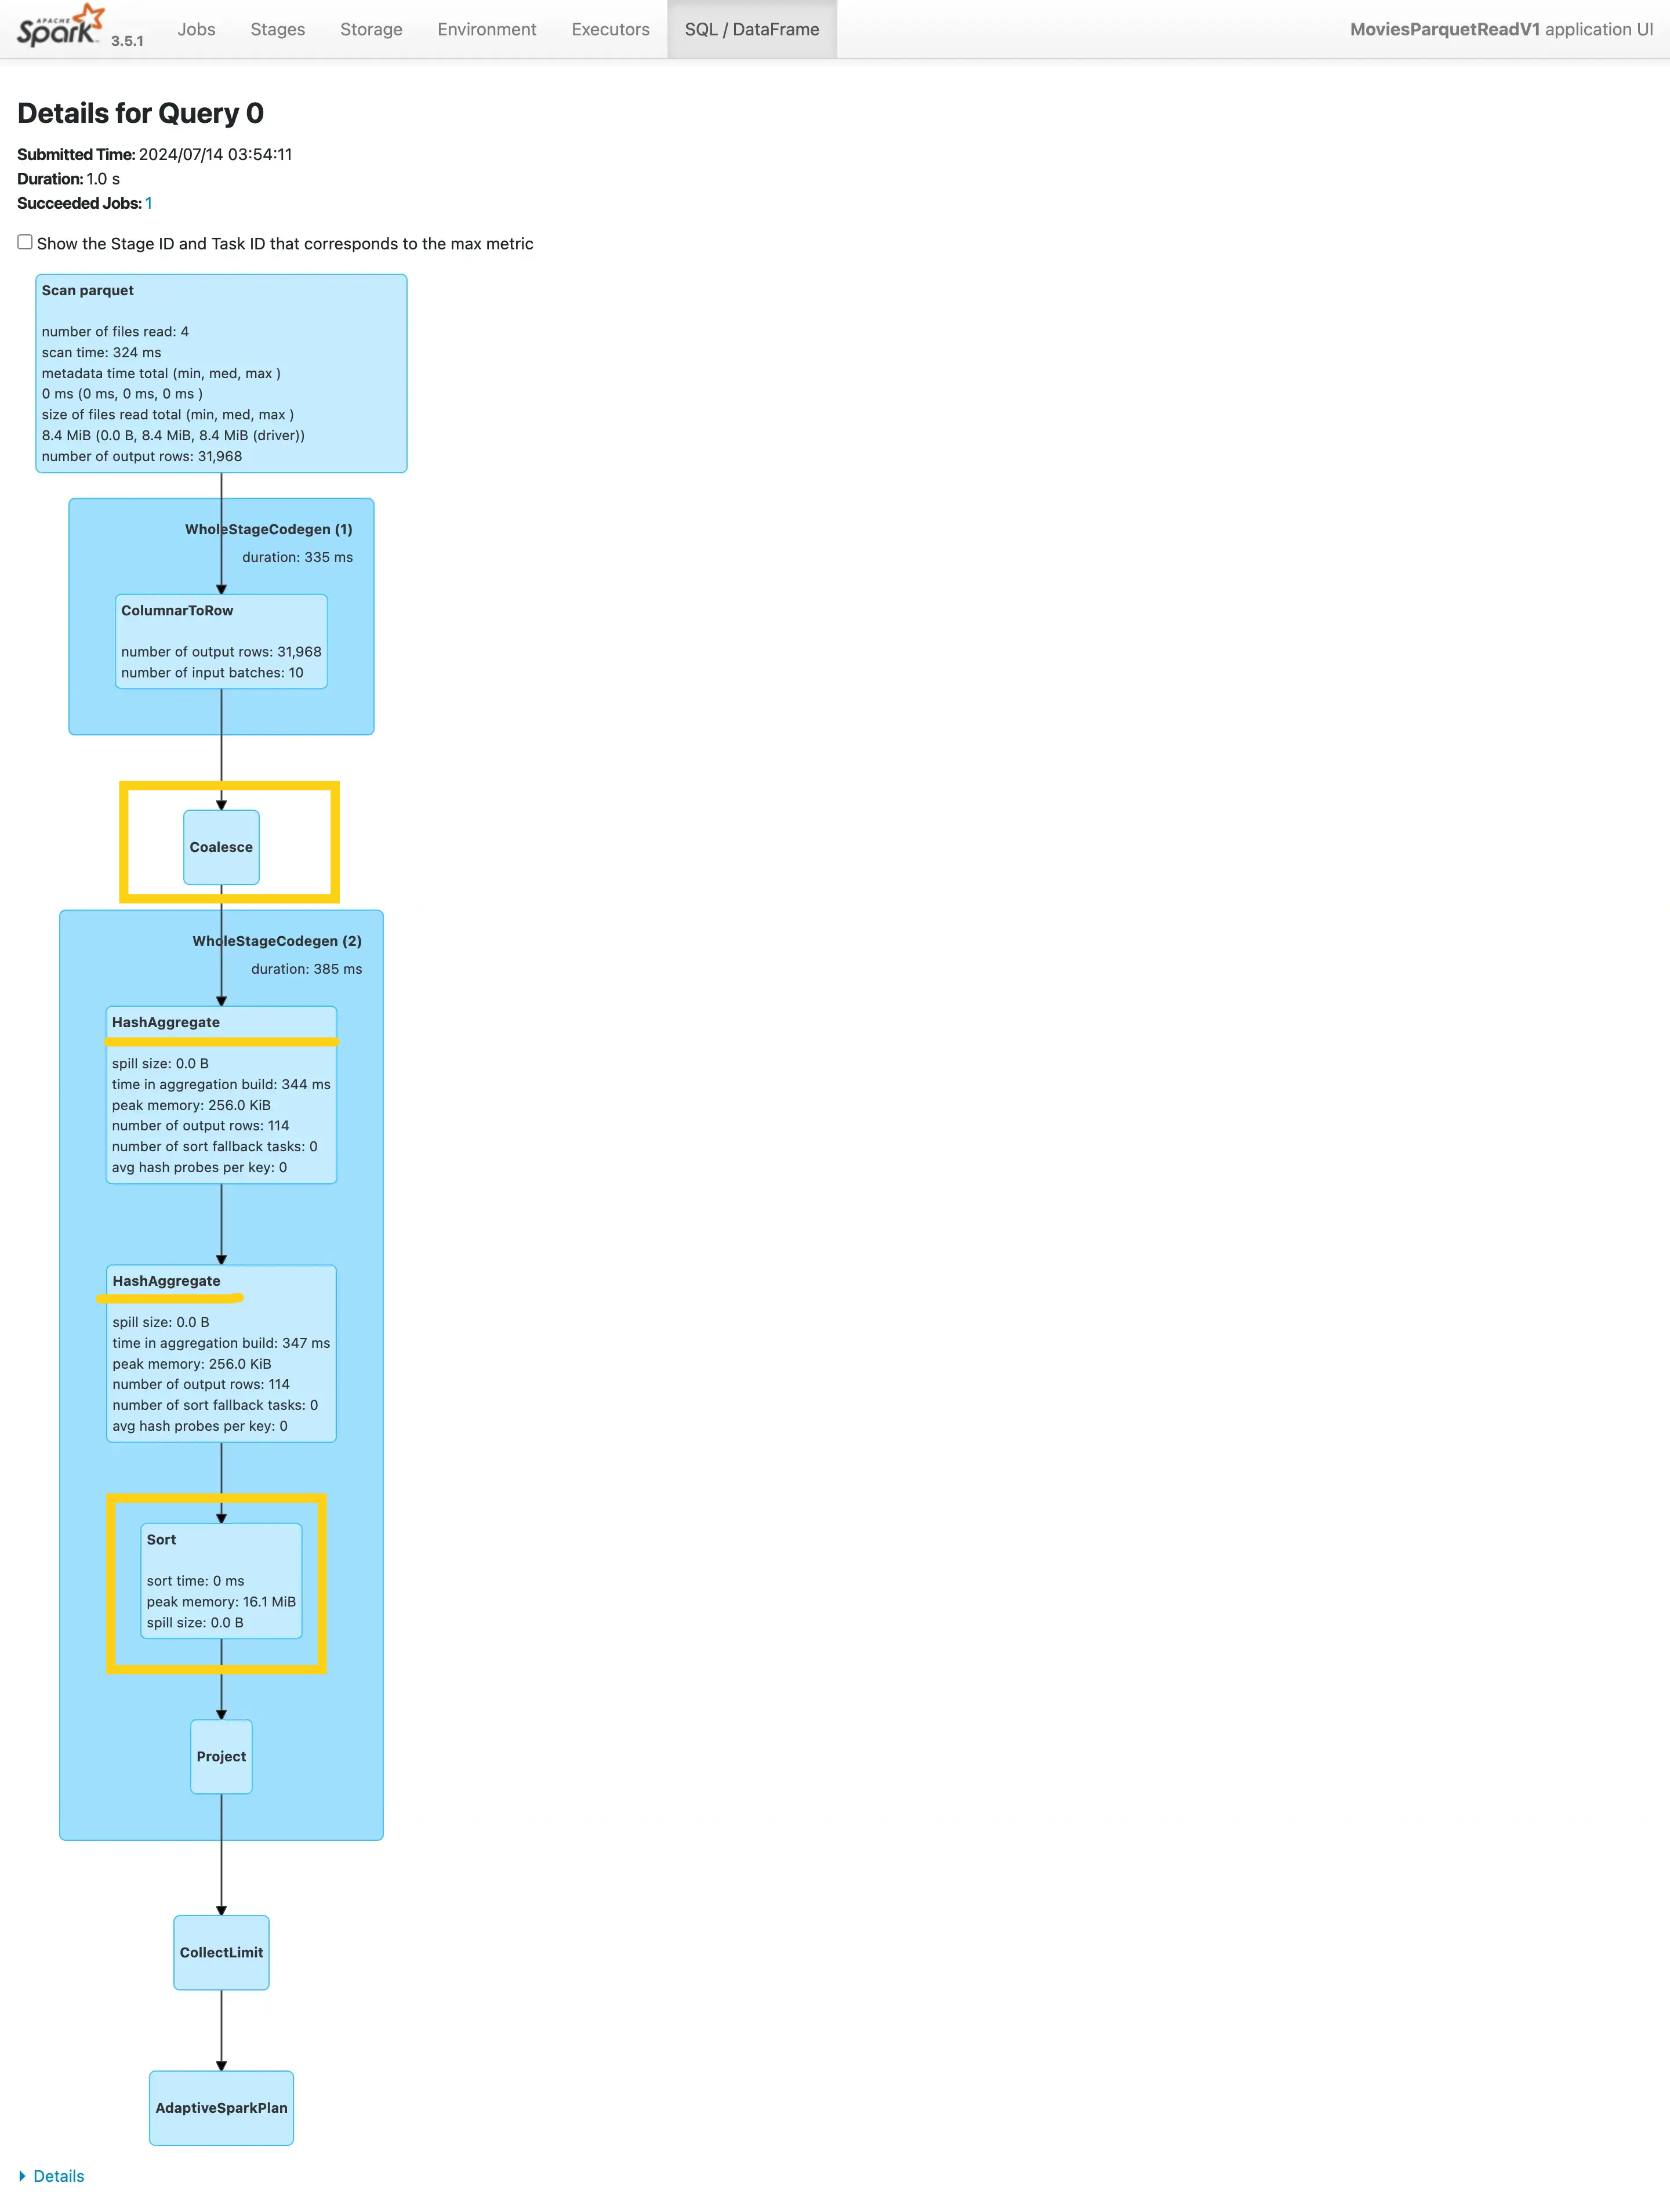 APACHE
Spark 3.5.1 Jobs Stages Storage Environment Executors SQL / DataFrame MoviesParquetReadV1 application UI
Details for Query 0
Submitted Time: 2024/07/14 03:54:11
Duration: 1.0 s
Succeeded Jobs: 1
Show the Stage ID and Task ID that corresponds to the max metric
Scan parquet
number of files read: 4
scan time: 324 ms
metadata time total (min, med, max )
0 ms (0 ms, 0 ms, 0 ms )
size of files read total (min, med, max )
8.4 MiB (0.0 B, 8.4 MiB, 8.4 MiB (driver))
number of output rows: 31,968
WholeStageCodegen (1)
duration: 335 ms
ColumnarToRow
number of output rows: 31,968
number of input batches: 10
Coalesce
WholeStageCodegen (2)
duration: 385 ms
HashAggregate
spill size: 0.0 B
time in aggregation build: 344 ms
peak memory: 256.0 KiB
number of output rows: 114
number of sort fallback tasks: 0
avg hash probes per key: 0
HashAggregate
spill size: 0.0 B
time in aggregation build: 347 ms
peak memory: 256.0 KiB
number of output rows: 114
number of sort fallback tasks: 0
avg hash probes per key: 0
Sort
sort time: 0 ms
peak memory: 16.1 MiB
spill size: 0.0 B
Project
CollectLimit
AdaptiveSparkPlan
Details